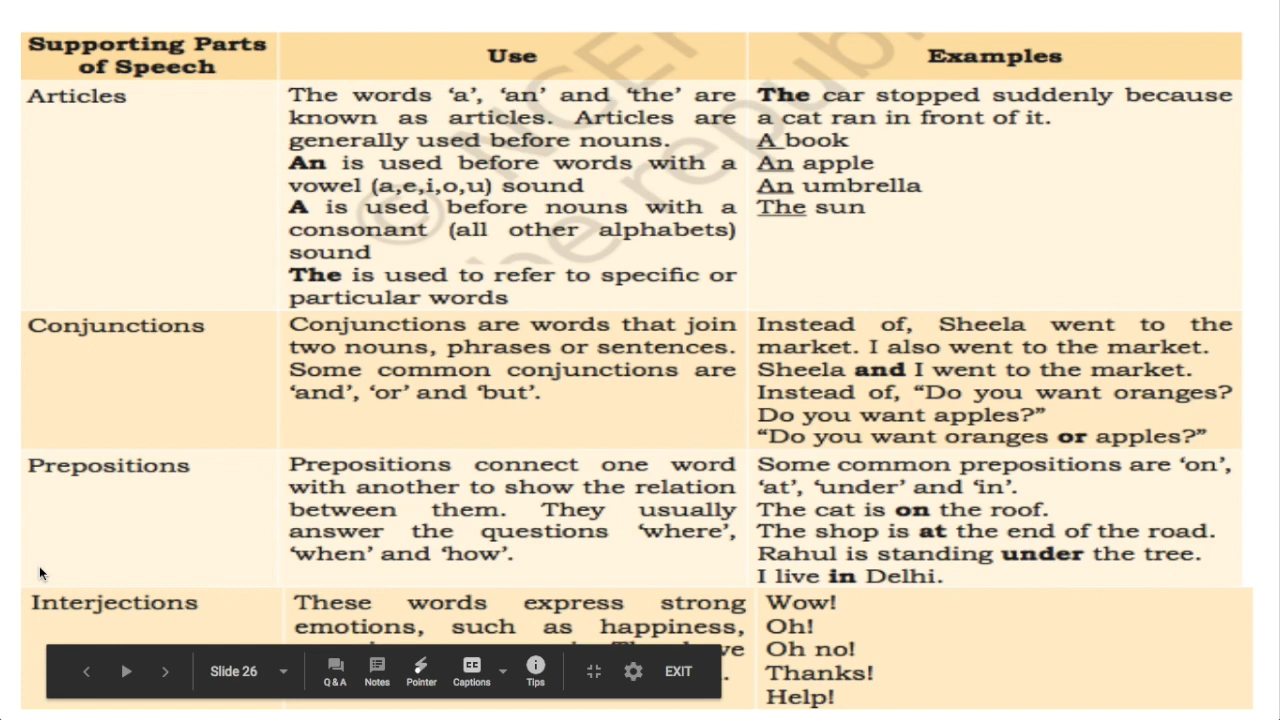 Supporting Parts of Speech Use Examples
Articles
The words ‘a’, ‘an’ and ‘the’ are
known as articles. Articles are
generally used before nouns.
An is used before words with a
vowel (a,e,i,o,u) sound
A is used before nouns with a
consonant (all other alphabets)
sound
The is used to refer to specific or
particular words
The car stopped suddenly because
a cat ran in front of it.
A book
An apple
An umbrella
The sun
Conjunctions
Conjunctions are words that join
two nouns, phrases or sentences.
Some common conjunctions are
‘and’, ‘or’ and ‘but’.
Instead of, Sheela went to the
market. I also went to the market.
Sheela and I went to the market.
Instead of, “Do you want oranges?
Do you want apples?”
“Do you want oranges or apples?”
Prepositions
Prepositions connect one word
with another to show the relation
between them. They usually
answer the questions ‘where’,
‘when’ and ‘how’.
Some common prepositions are ‘on’,
‘at’, ‘under’ and ‘in’.
The cat is on the roof.
The shop is at the end of the road.
Rahul is standing under the tree.
I live in Delhi.
Interjections
These words express strong
emotions, such as happiness,
Wow!
Oh!
Oh no!
Thanks!
Help!
Slide 26
Q & A Notes Pointer Captions Tips EXIT